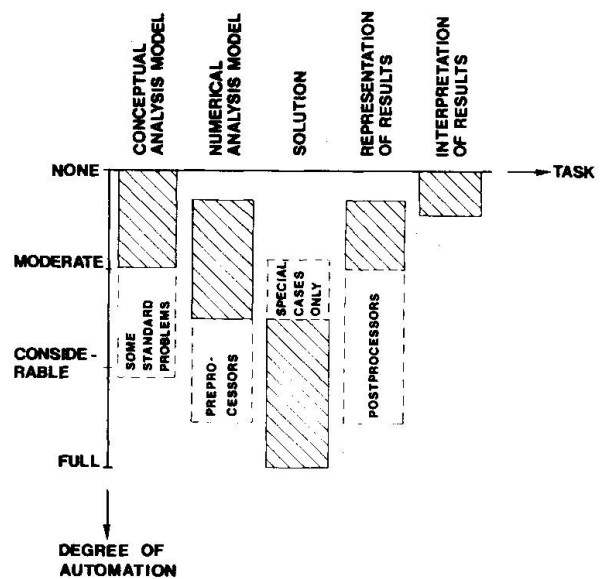 CONCEPTUAL
ANALYSIS MODEL
NUMERICAL
ANALYSIS MODEL
SOLUTION
REPRESENTATION
OF RESULTS
INTERPRETATION
OF RESULTS
NONE
TASK
MODERATE
CONSIDE-
RABLE
FULL
SOME
STANDARD
PROBLEMS
PREPRO-
CESSORS
SPECIAL
CASES
ONLY
POSTPROCESSORS
DEGREE OF
AUTOMATION